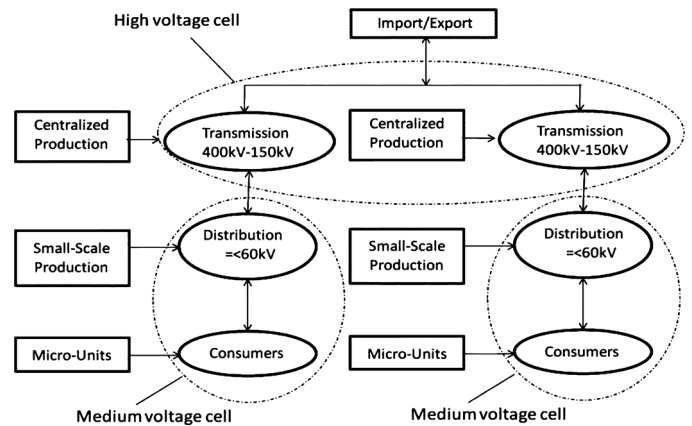 High voltage cell
Import/Export
Centralized
Production
Transmission
400kV-150kV
Centralized
Production
Transmission
400kV-150kV
Small-Scale
Production
Distribution
=<60kV
Small-Scale
Production
Distribution
=<60kV
Micro-Units
Consumers
Micro-Units
Consumers
Medium voltage cell
Medium voltage cell